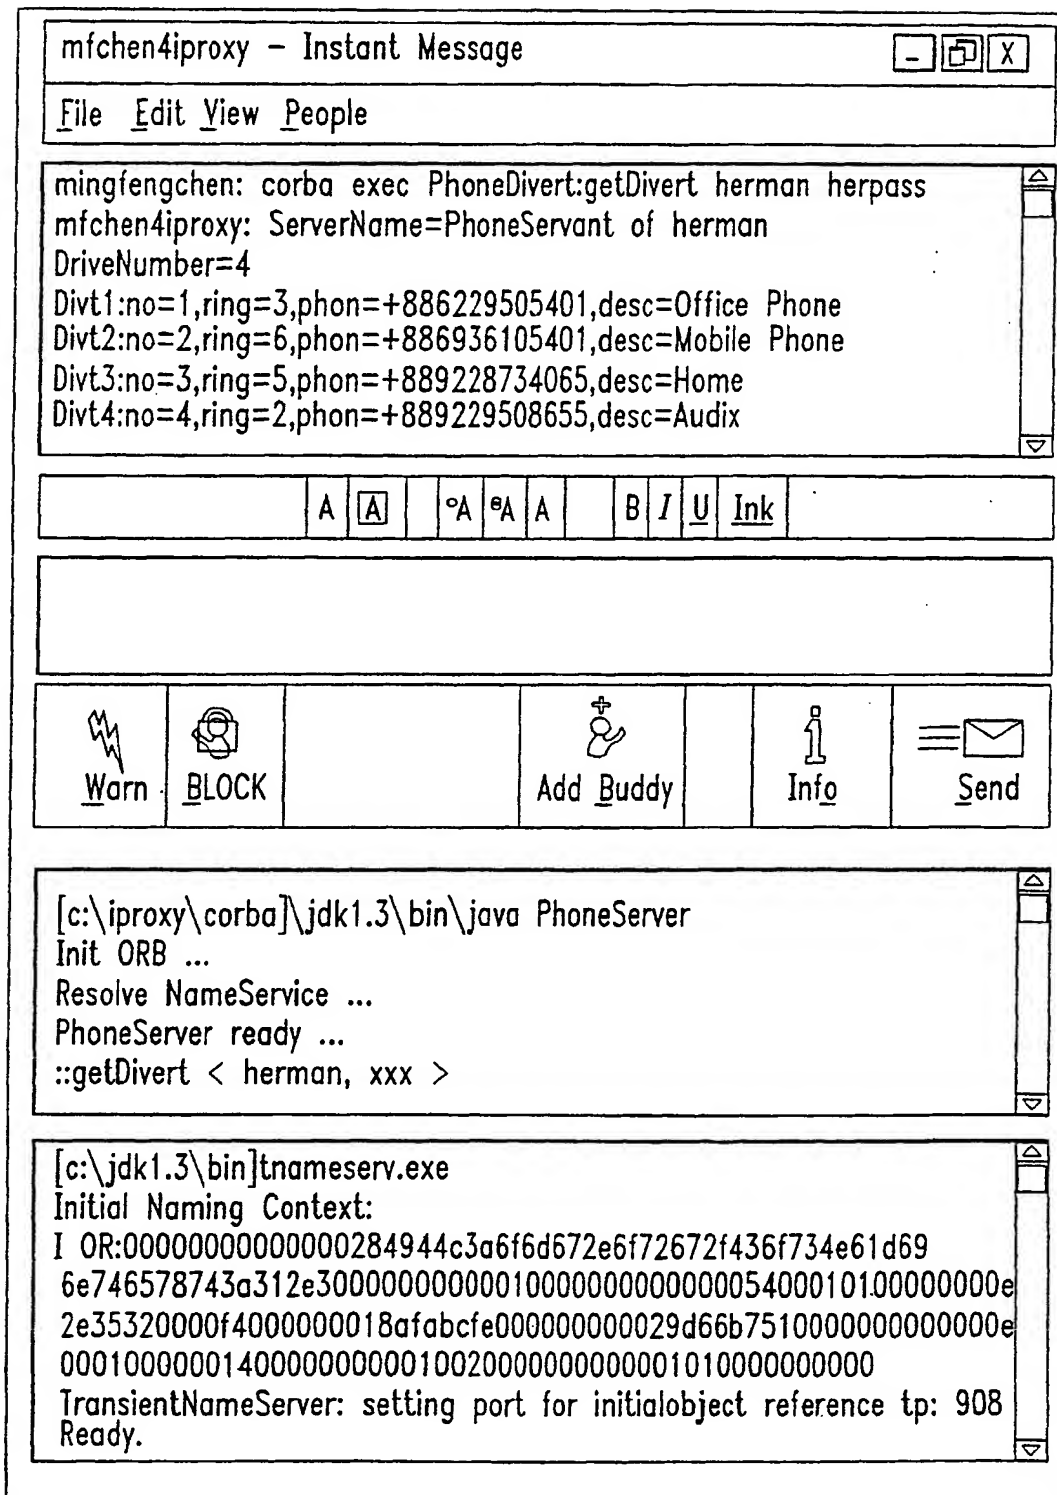 mfchen4iproxy – Instant Message
File Edit View People
mingfengchen: corba exec PhoneDivert:getDivert herman herpass
mfchen4iproxy: ServerName=PhoneServant of herman
DriveNumber=4
Divt1:no=1,ring=3,phon=+886229505401,desc=Office Phone
Divt2:no=2,ring=6,phon=+886936105401,desc=Mobile Phone
Divt3:no=3,ring=5,phon=+889228734065,desc=Home
Divt4:no=4,ring=2,phon=+889229508655,desc=Audix
A A A A A B I U Ink
Warn BLOCK Add Buddy Info Send
[c:\iproxy\corba]\jdk1.3\bin\java PhoneServer
Init ORB ...
Resolve NameService ...
PhoneServer ready ...
::getDivert < herman, xxx >
[c:\jdk1.3\bin]tnameserv.exe
Initial Naming Context:
I OR:00000000000000284944c3a6f6d672e6f72672f436f734e61d69
6e746578743a312e3000000000000100000000000000540001010000000​0e
2e35320000f4000000018afabcfe000000000029d66b7510000000000000e
0001000000140000000000010020000000000001010000000000
TransientNameServer: setting port for initialobject reference tp: 908
Ready.